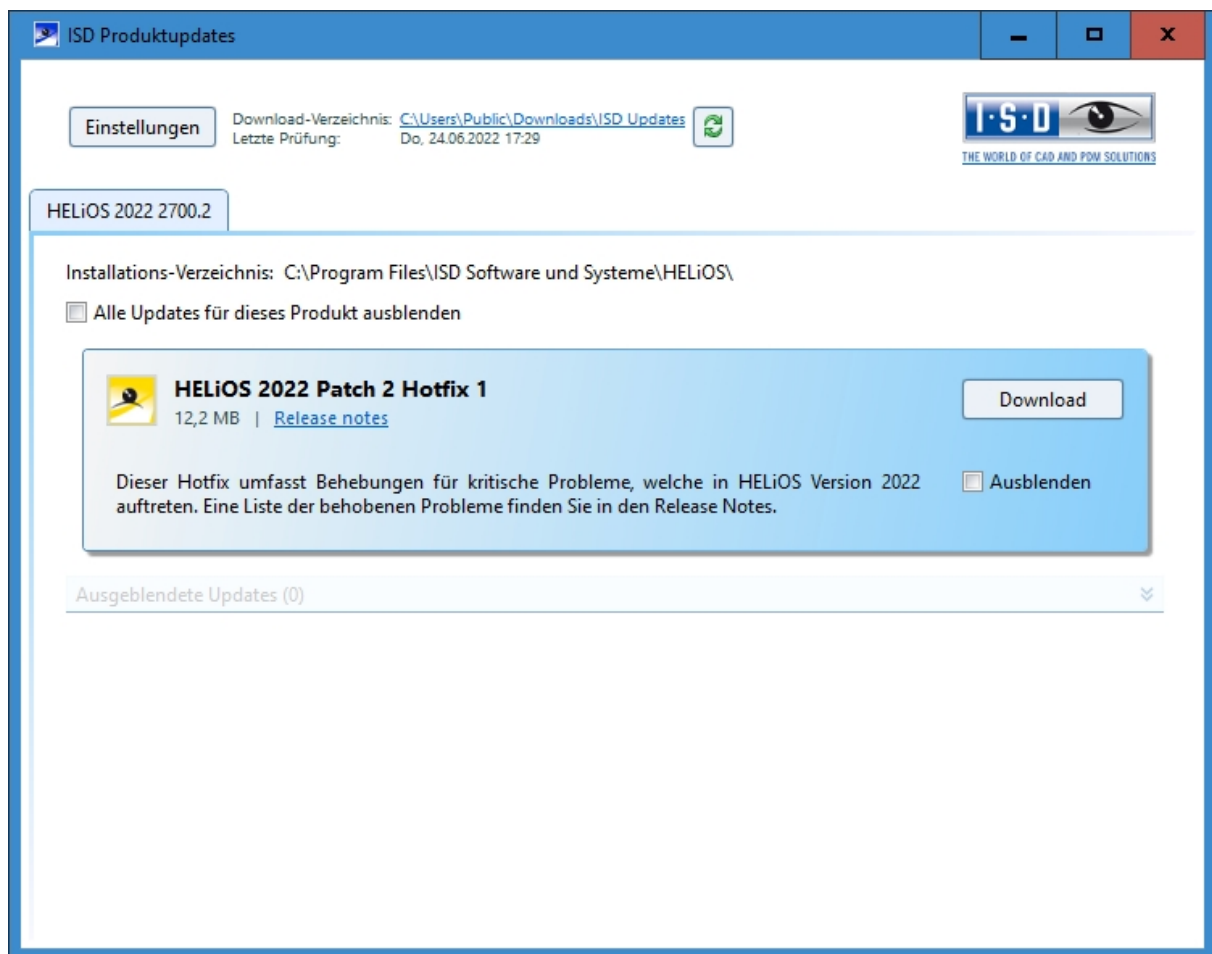 ISD Produktupdates
Einstellungen
Download-Verzeichnis: C:\Users\Public\Downloads\ISD Updates
Letzte Prüfung: Do, 24.06.2022 17:29
I·S·D
THE WORLD OF CAD AND PDM SOLUTIONS
HELiOS 2022 2700.2
Installations-Verzeichnis: C:\Program Files\ISD Software und Systeme\HELiOS\
Alle Updates für dieses Produkt ausblenden
HELiOS 2022 Patch 2 Hotfix 1
12,2 MB | Release notes
Download
Dieser Hotfix umfasst Behebungen für kritische Probleme, welche in HELiOS Version 2022
auftreten. Eine Liste der behobenen Probleme finden Sie in den Release Notes.
Ausblenden
Ausgeblendete Updates (0)